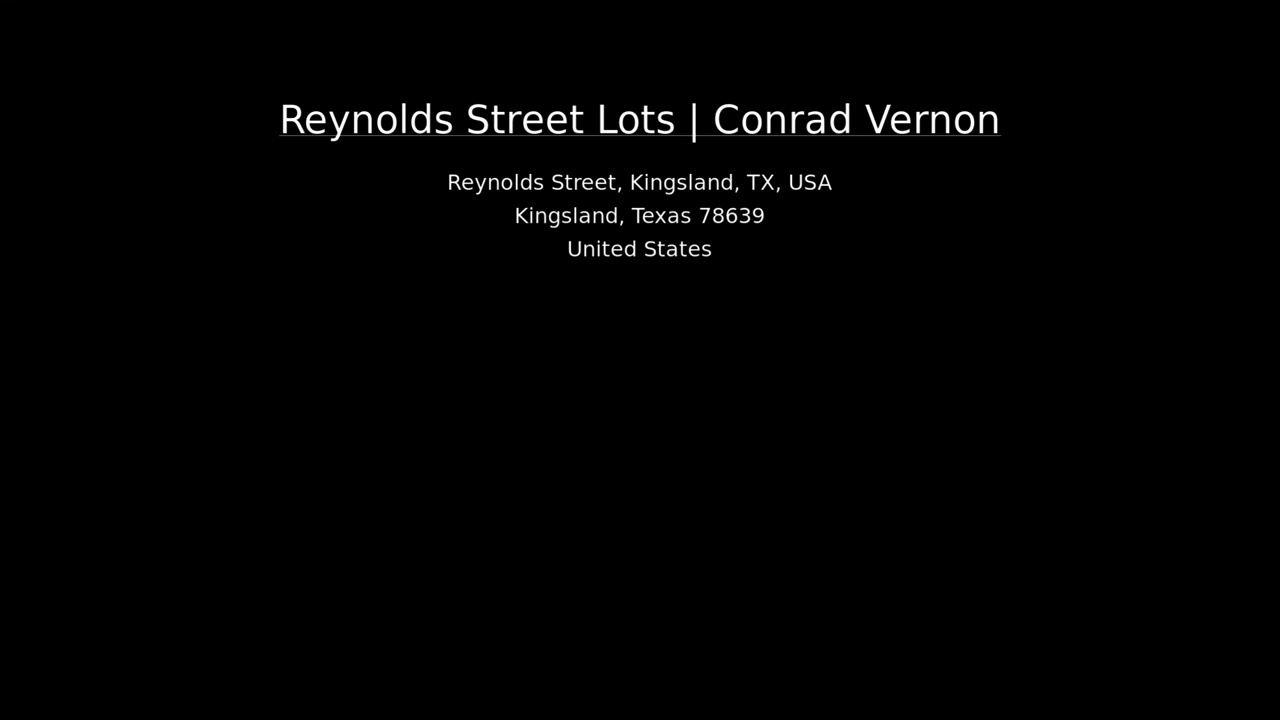 Reynolds Street Lots | Conrad Vernon
Reynolds Street, Kingsland, TX, USA
Kingsland, Texas 78639
United States